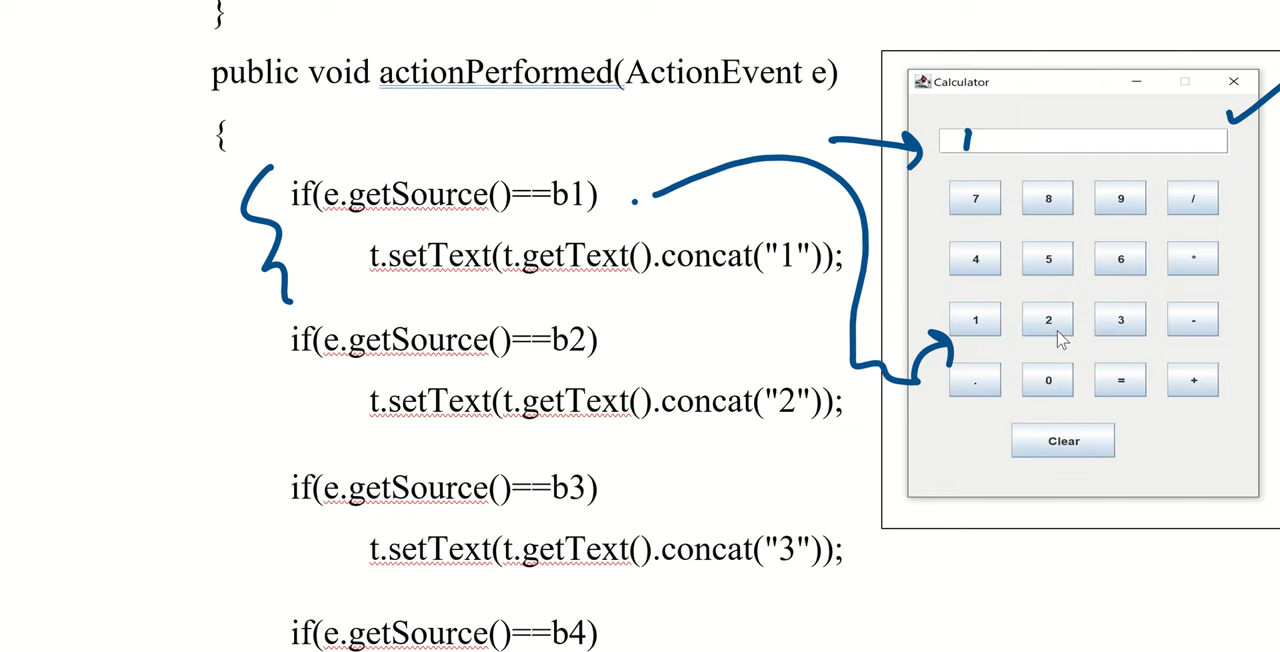 }
public void actionPerformed(ActionEvent e)
{
if(e.getSource()==b1)
t.setText(t.getText().concat("1"));
if(e.getSource()==b2)
t.setText(t.getText().concat("2"));
if(e.getSource()==b3)
t.setText(t.getText().concat("3"));
if(e.getSource()==b4)
Calculator
1
7 8 9 /
4 5 6 *
1 2 3 -
. 0 = +
Clear